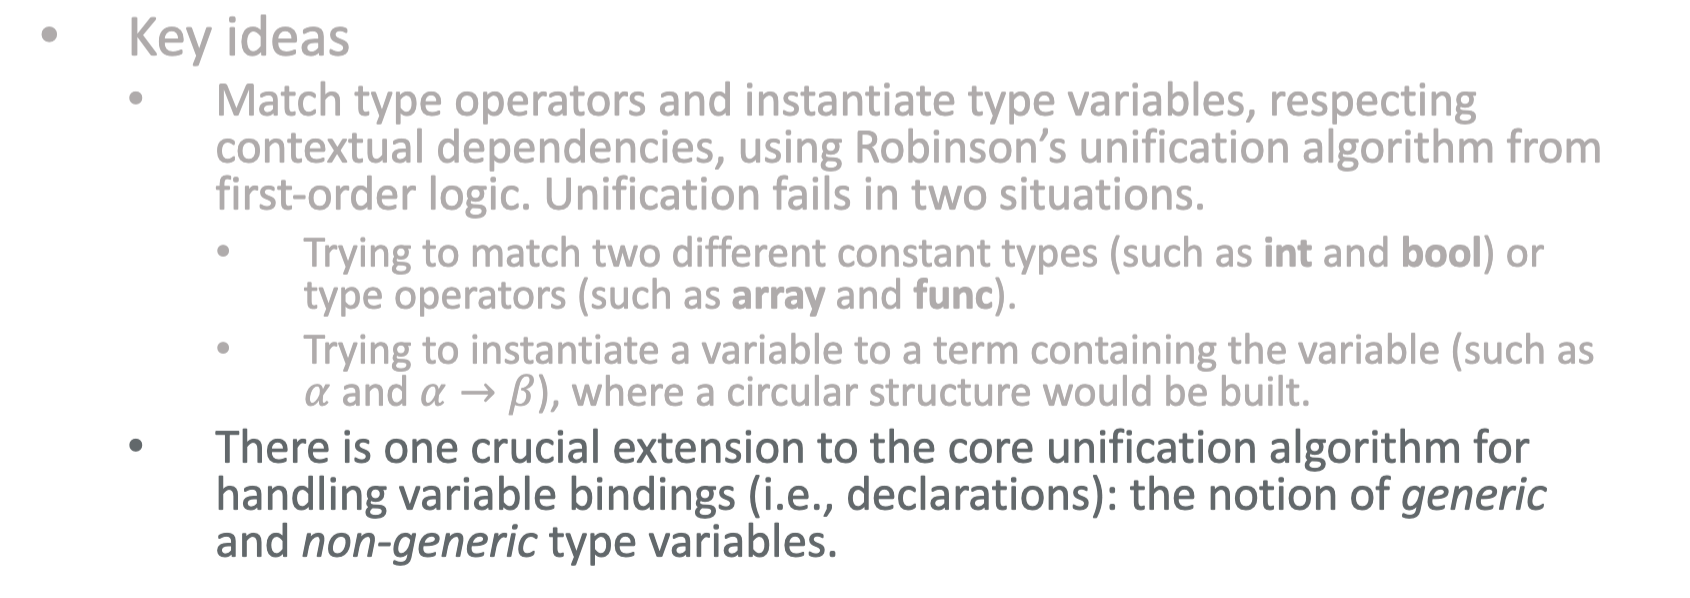 • Key ideas
• Match type operators and instantiate type variables, respecting
contextual dependencies, using Robinson’s unification algorithm from
first-order logic. Unification fails in two situations.
• Trying to match two different constant types (such as int and bool) or
type operators (such as array and func).
• Trying to instantiate a variable to a term containing the variable (such as
α and α → β), where a circular structure would be built.
• There is one crucial extension to the core unification algorithm for
handling variable bindings (i.e., declarations): the notion of generic
and non-generic type variables.